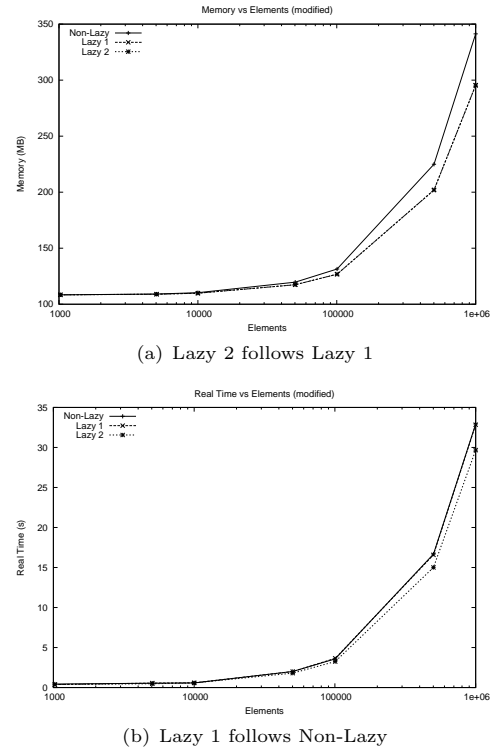 Memory vs Elements (modified)
350
300
250
200
150
100
Memory (MB)
Non-Lazy
Lazy 1
Lazy 2
1000
10000
100000
1e+06
Elements
(a) Lazy 2 follows Lazy 1
Real Time vs Elements (modified)
35
30
25
20
15
10
5
0
Real Time (s)
Non-Lazy
Lazy 1
Lazy 2
1000
10000
100000
1e+06
Elements
(b) Lazy 1 follows Non-Lazy